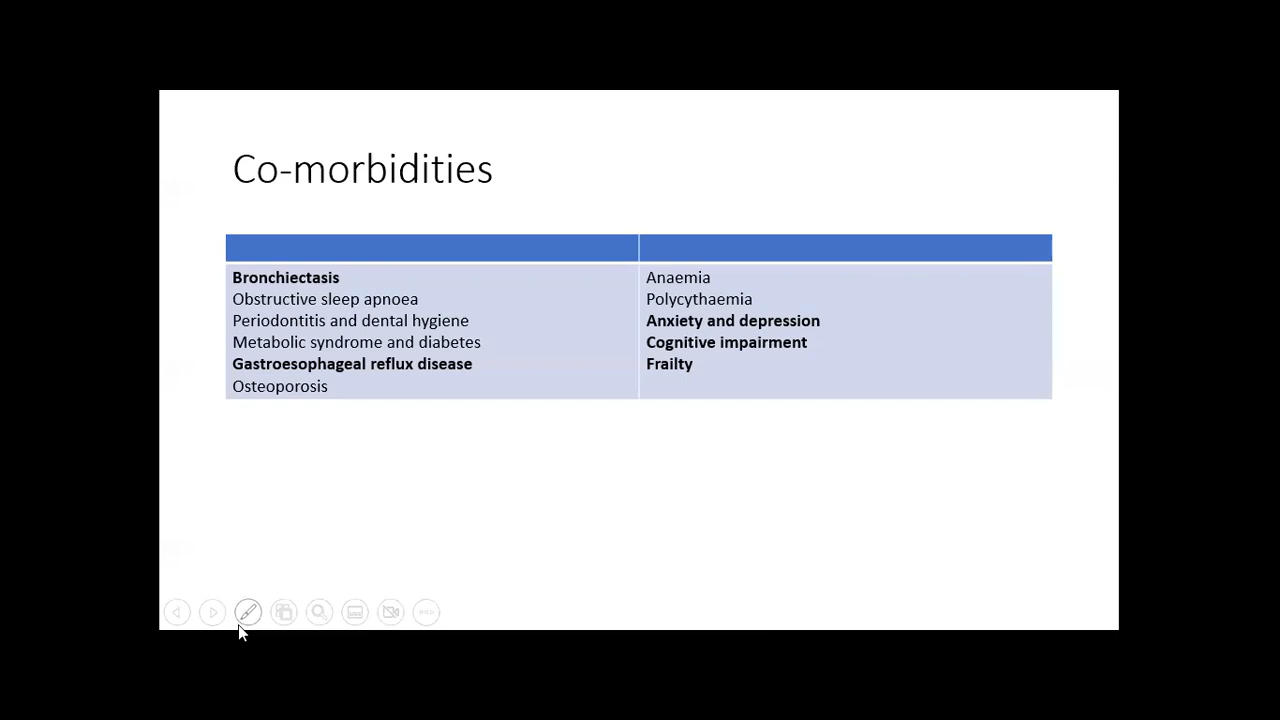 Co-morbidities
Bronchiectasis
Obstructive sleep apnoea
Periodontitis and dental hygiene
Metabolic syndrome and diabetes
Gastroesophageal reflux disease
Osteoporosis
Anaemia
Polycythaemia
Anxiety and depression
Cognitive impairment
Frailty